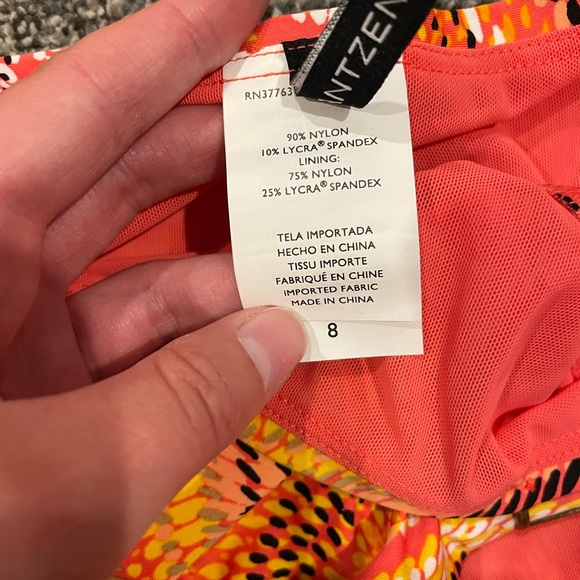 ANTZEN
RN37763
90% NYLON
10% LYCRA® SPANDEX
LINING:
75% NYLON
25% LYCRA® SPANDEX
TELA IMPORTADA
HECHO EN CHINA
TISSU IMPORTE
FABRIQUÉ EN CHINE
IMPORTED FABRIC
MADE IN CHINA
8